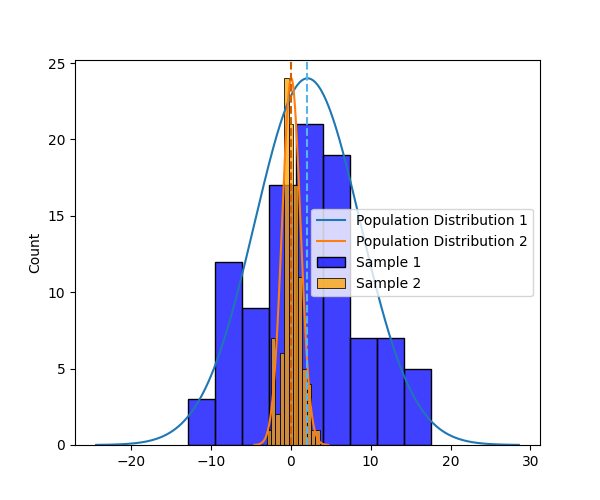 25
20
15
10
5
0
Count
Population Distribution 1
Population Distribution 2
Sample 1
Sample 2
−20
−10
0
10
20
30